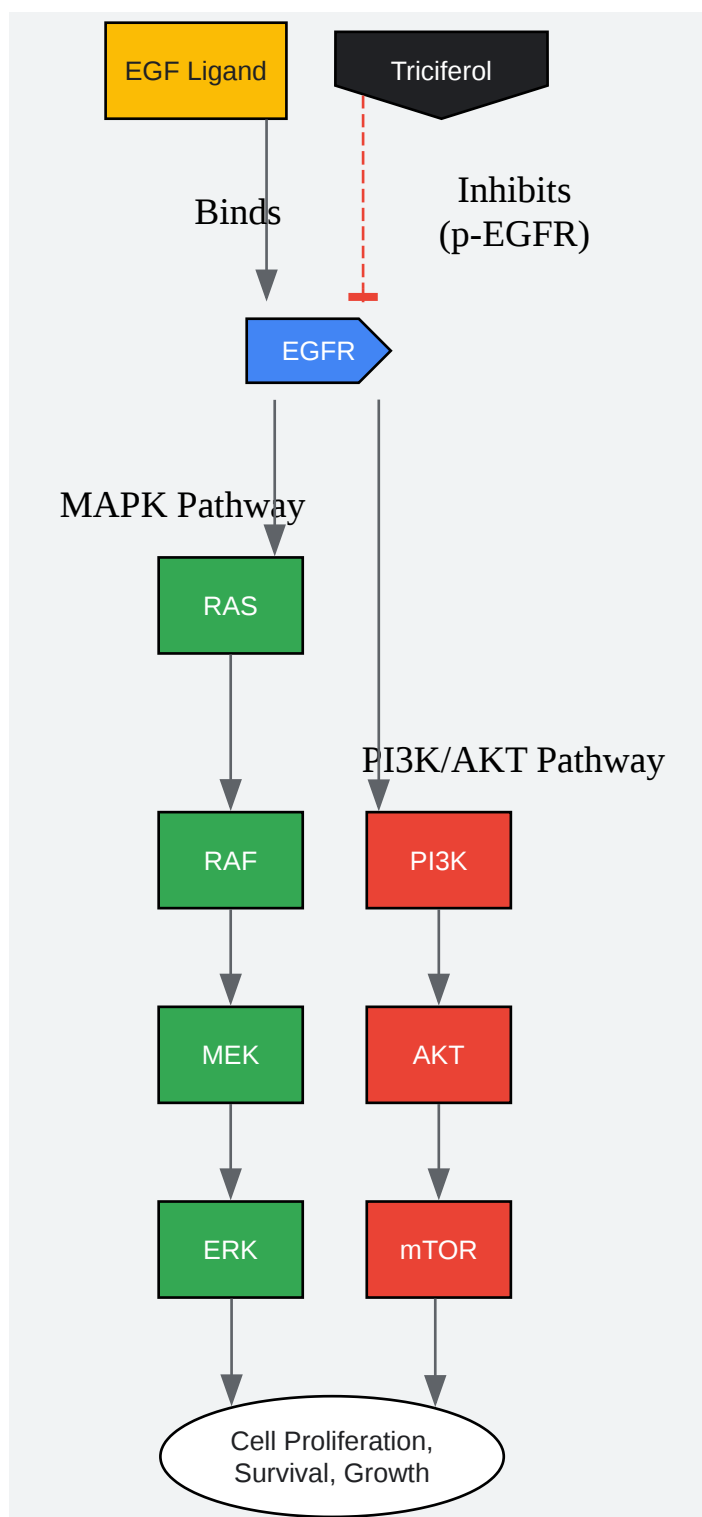 EGF Ligand
Triciferol
Binds
Inhibits
(p-EGFR)
EGFR
MAPK Pathway
RAS
PI3K/AKT Pathway
RAF
PI3K
MEK
AKT
ERK
mTOR
Cell Proliferation,
Survival, Growth